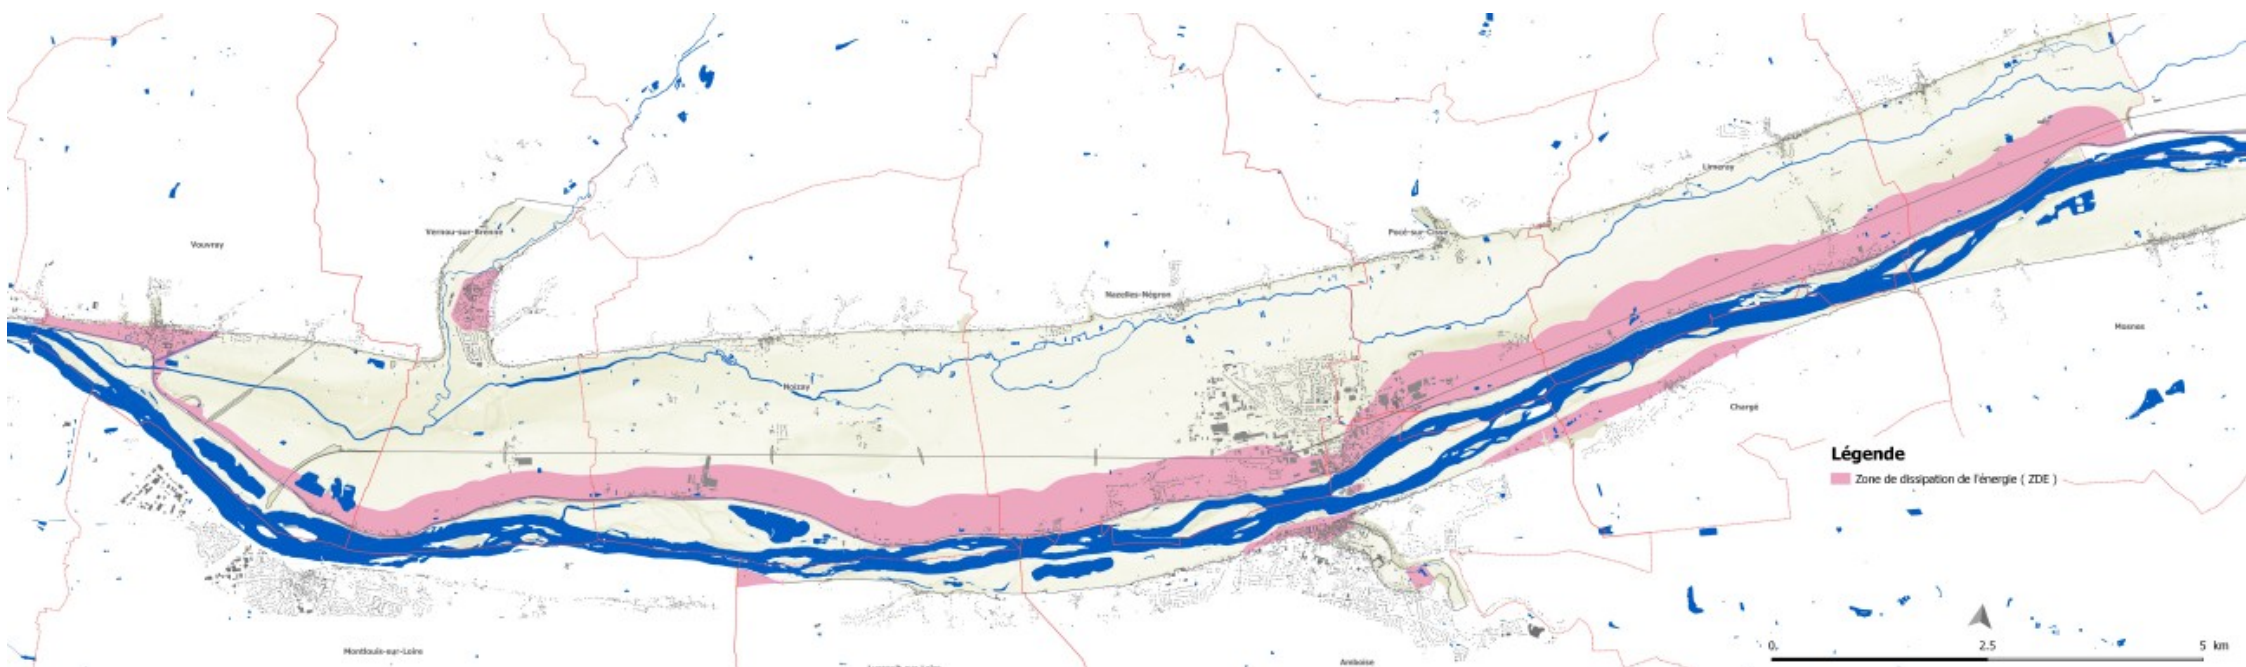 Limeray
Vouvray
Vernou-sur-Brenne
Pocé-sur-Cisse
Nazelles-Négron
Mosnes
Noizay
Chargé
Légende
Zone de dissipation de l'énergie ( ZDE )
0
2.5
5 km
Montlouis-sur-Loire
Amboise